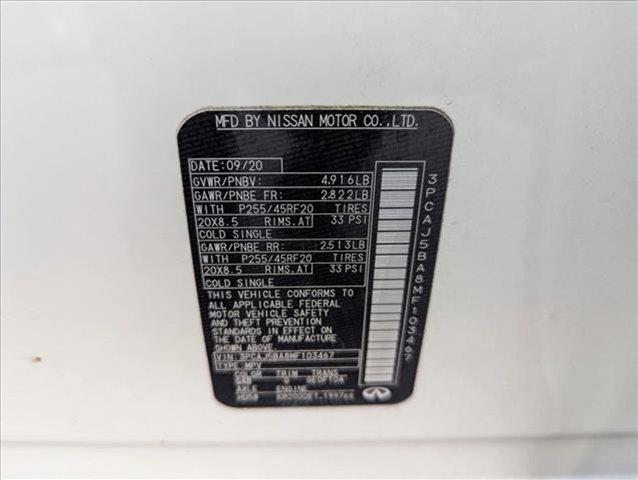 MFD BY NISSAN MOTOR CO.,LTD.
DATE:09/20
GVWR/PNBV: 4.916LB
GAWR/PNBE FR: 2.822LB
WITH P255/45RF20 TIRES
20X8.5 RIMS.AT 33 PSI
COLD SINGLE
GAWR/PNBE RR: 2.513LB
WITH P255/45RF20 TIRES
20X8.5 RIMS.AT 33 PSI
COLD SINGLE
THIS VEHICLE CONFORMS TO
ALL APPLICABLE FEDERAL
MOTOR VEHICLE SAFETY
AND THEFT PREVENTION
STANDARDS IN EFFECT ON
THE DATE OF MANUFACTURE
SHOWN ABOVE.
VIN: 3PCAJ5BA8MF103467
TYPE: MPV
COLOR TRIM TRANS
AXLE ENGINE
KR20DDET.1997cc
3PCAJ5BA8MF103467